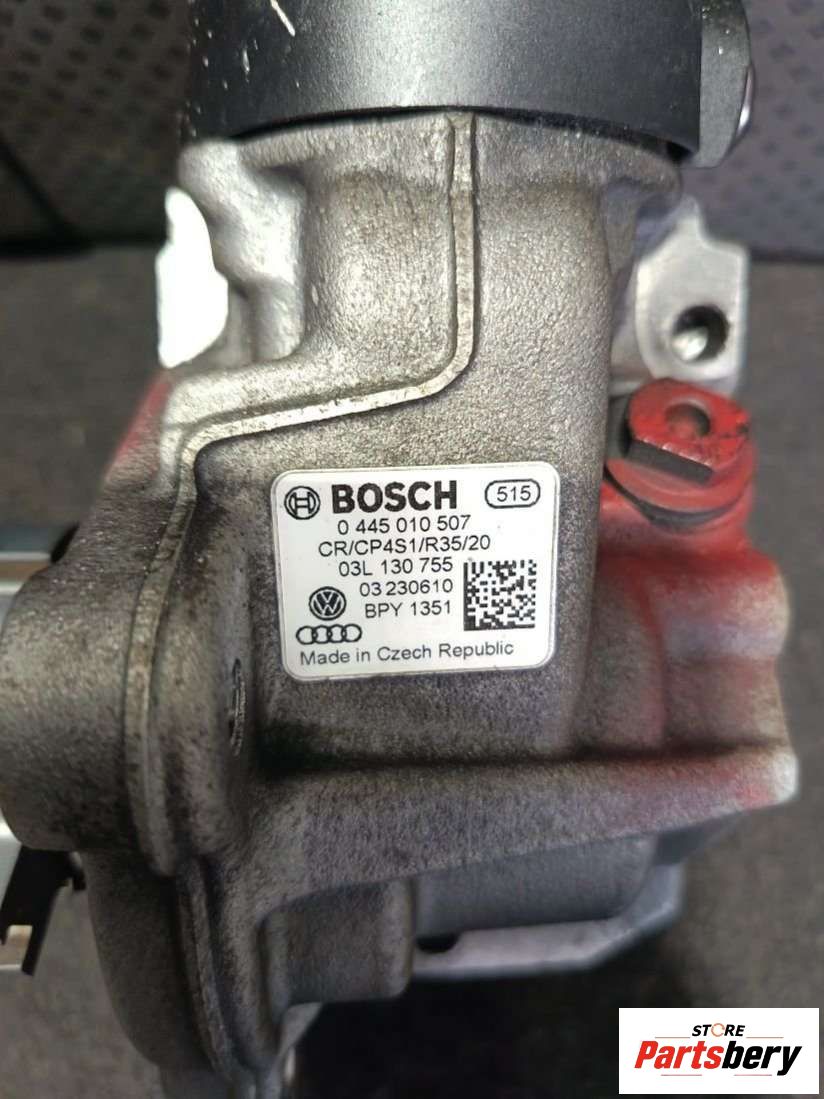 BOSCH 515
0 445 010 507
CR/CP4S1/R35/20
03L 130 755
03 230610
BPY 1351
Made in Czech Republic
STORE
Partsbery